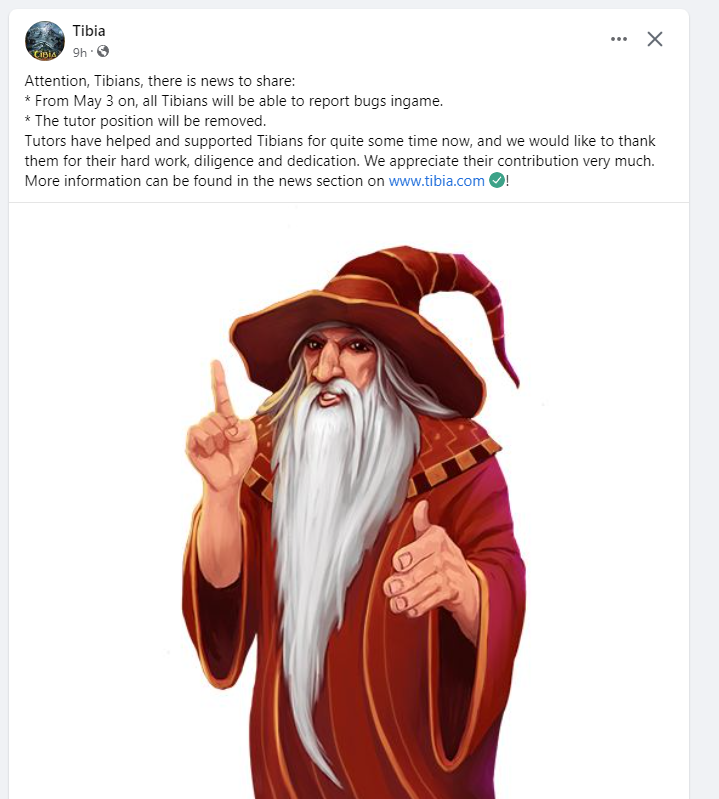 Tibia
9h ·
Attention, Tibians, there is news to share:
* From May 3 on, all Tibians will be able to report bugs ingame.
* The tutor position will be removed.
Tutors have helped and supported Tibians for quite some time now, and we would like to thank
them for their hard work, diligence and dedication. We appreciate their contribution very much.
More information can be found in the news section on www.tibia.com ✅!
TIBIA